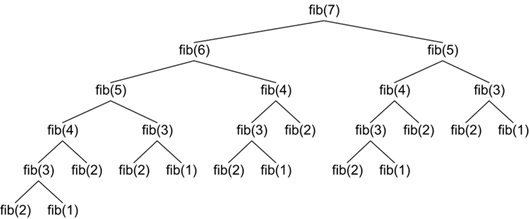 fib(7)
fib(6) fib(5)
fib(5) fib(4) fib(4) fib(3)
fib(4) fib(3) fib(3) fib(2) fib(3) fib(2) fib(2) fib(1)
fib(3) fib(2) fib(2) fib(1) fib(2) fib(1) fib(2) fib(1)
fib(2) fib(1)